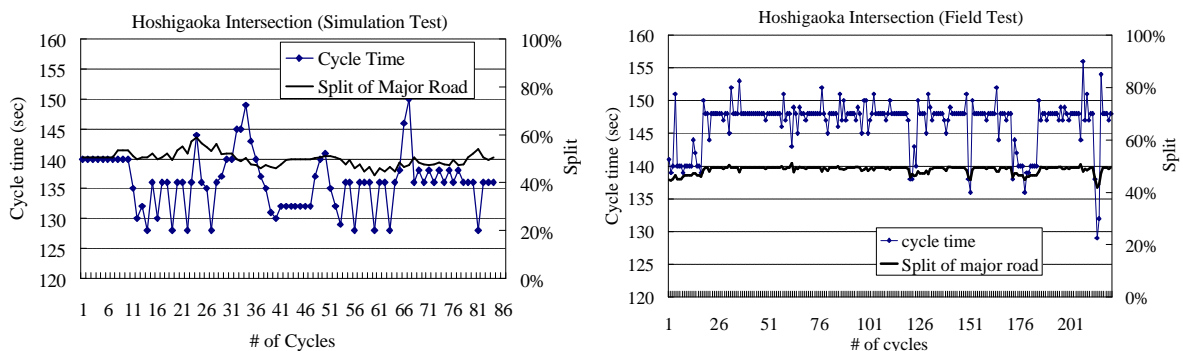 Hoshigaoka Intersection (Simulation Test)
160
155
150
145
140
135
130
125
120
Cycle time (sec)
Cycle Time
Split of Major Road
100%
80%
60%
40%
20%
0%
Split
1 6 11 16 21 26 31 36 41 46 51 56 61 66 71 76 81 86
# of Cycles
Hoshigaoka Intersection (Field Test)
160
155
150
145
140
135
130
125
120
Cycle time (sec)
cycle time
Split of major road
100%
80%
60%
40%
20%
0%
Split
1 26 51 76 101 126 151 176 201
# of cycles